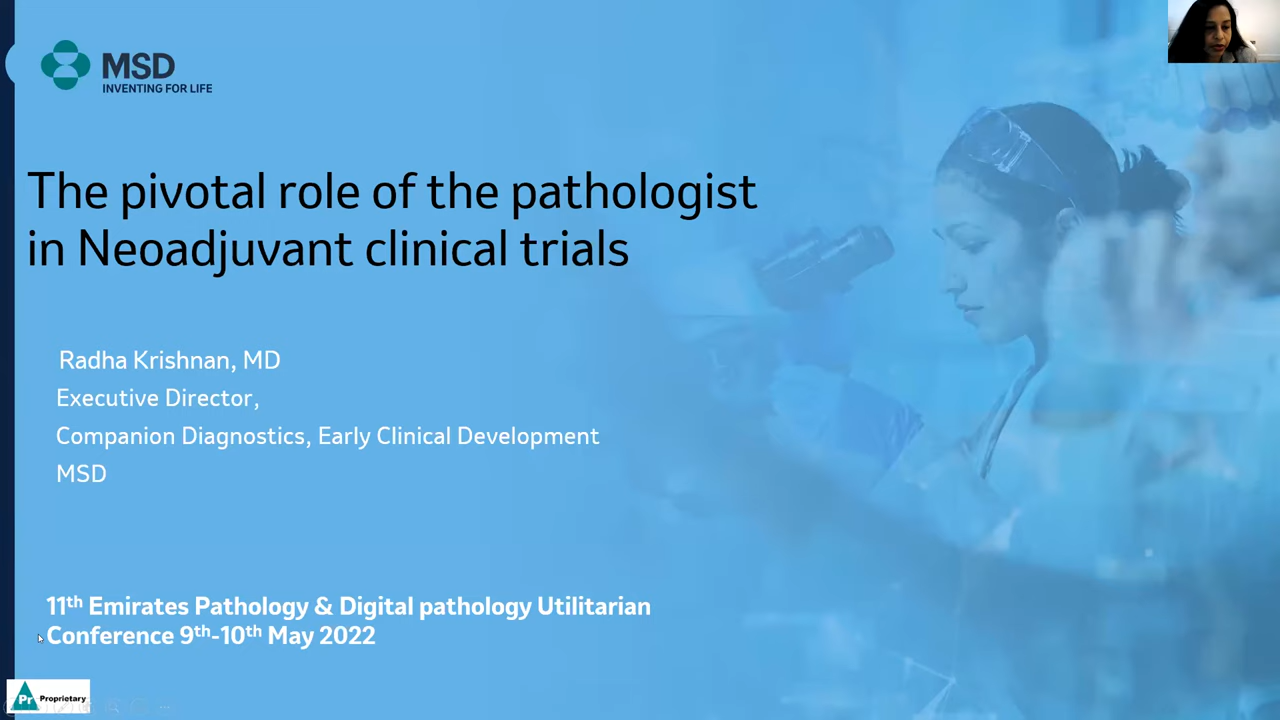 MSD
INVENTING FOR LIFE
The pivotal role of the pathologist
in Neoadjuvant clinical trials
Radha Krishnan, MD
Executive Director,
Companion Diagnostics, Early Clinical Development
MSD
11th Emirates Pathology & Digital pathology Utilitarian
Conference 9th-10th May 2022
Pr Proprietary